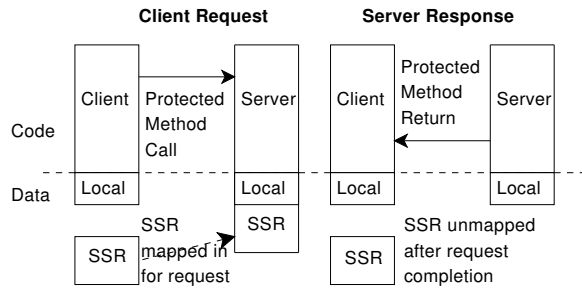 Client Request
Server Response
Client
Protected
Method
Call
Server
Client
Protected
Method
Return
Server
Code
Data
Local
Local
Local
Local
SSR
SSR
mapped in
for request
SSR
SSR
SSR unmapped
after request
completion